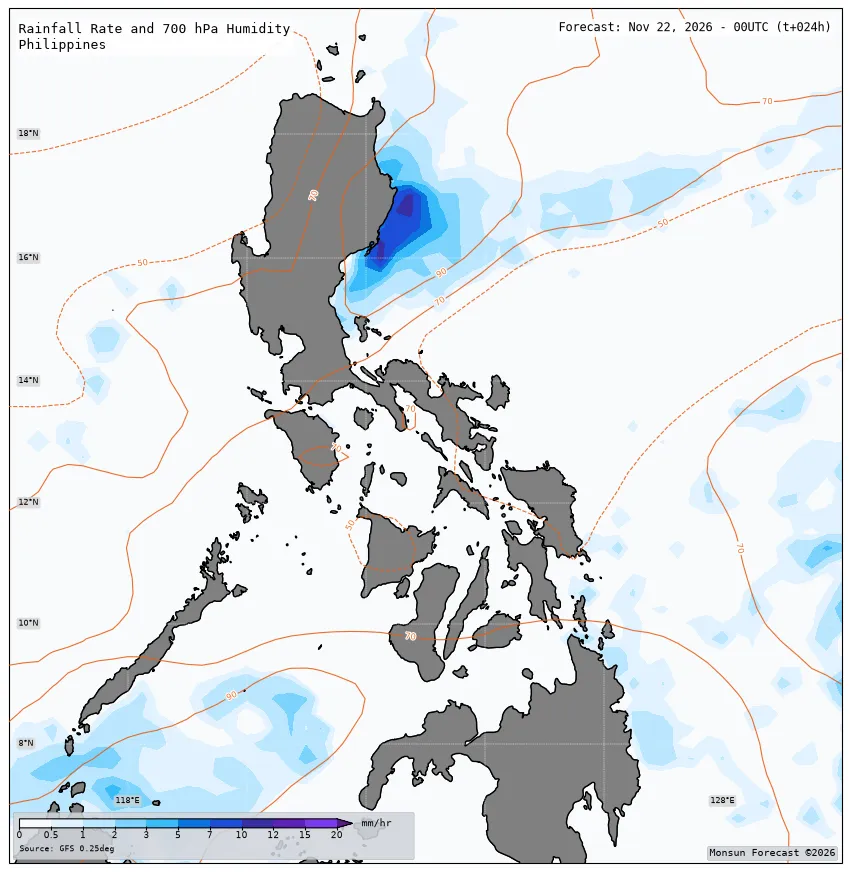 Rainfall Rate and 700 hPa Humidity
Philippines
Forecast: Nov 22, 2026 - 00UTC (t+024h)
70
18°N
70
50
16°N
50
90
70
14°N
70
70
12°N
50
70
10°N
70
90
8°N
118°E
128°E
mm/hr
0 0.5 1 2 3 5 7 10 12 15 20
Source: GFS 0.25deg
Monsun Forecast ©2026